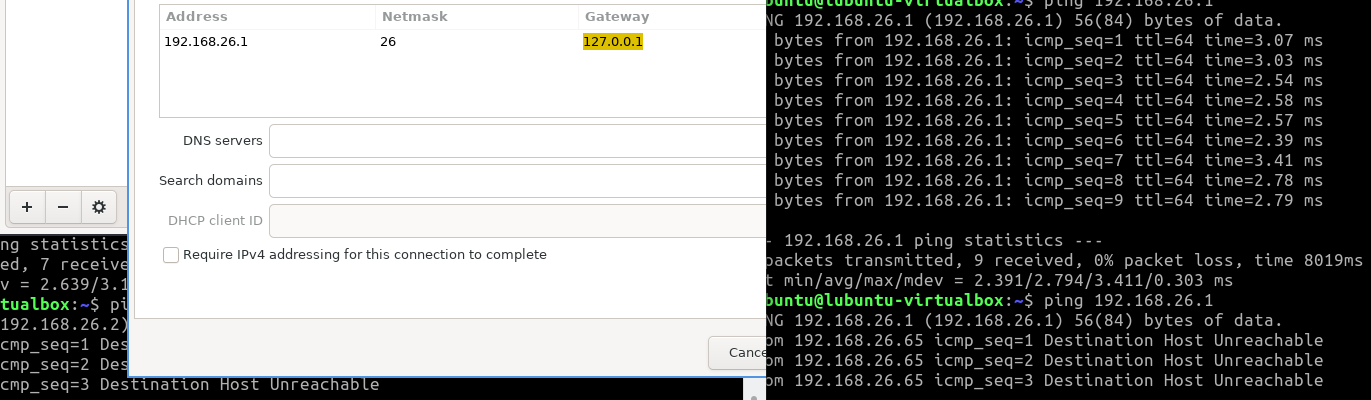 Address Netmask Gateway
192.168.26.1 26 127.0.0.1
DNS servers
Search domains
DHCP client ID
Require IPv4 addressing for this connection to complete
Cance
ng statistics
ed, 7 receive
v = 2.639/3.1
tualbox:~$ pi
192.168.26.2)
cmp_seq=1 Des
cmp_seq=2 Des
cmp_seq=3 Destination Host Unreachable
buntu@lubuntu-virtualbox:~$ ping 192.168.26.1
NG 192.168.26.1 (192.168.26.1) 56(84) bytes of data.
bytes from 192.168.26.1: icmp_seq=1 ttl=64 time=3.07 ms
bytes from 192.168.26.1: icmp_seq=2 ttl=64 time=3.03 ms
bytes from 192.168.26.1: icmp_seq=3 ttl=64 time=2.54 ms
bytes from 192.168.26.1: icmp_seq=4 ttl=64 time=2.58 ms
bytes from 192.168.26.1: icmp_seq=5 ttl=64 time=2.57 ms
bytes from 192.168.26.1: icmp_seq=6 ttl=64 time=2.39 ms
bytes from 192.168.26.1: icmp_seq=7 ttl=64 time=3.41 ms
bytes from 192.168.26.1: icmp_seq=8 ttl=64 time=2.78 ms
bytes from 192.168.26.1: icmp_seq=9 ttl=64 time=2.79 ms
- 192.168.26.1 ping statistics ---
packets transmitted, 9 received, 0% packet loss, time 8019ms
t min/avg/max/mdev = 2.391/2.794/3.411/0.303 ms
buntu@lubuntu-virtualbox:~$ ping 192.168.26.1
NG 192.168.26.1 (192.168.26.1) 56(84) bytes of data.
om 192.168.26.65 icmp_seq=1 Destination Host Unreachable
om 192.168.26.65 icmp_seq=2 Destination Host Unreachable
om 192.168.26.65 icmp_seq=3 Destination Host Unreachable